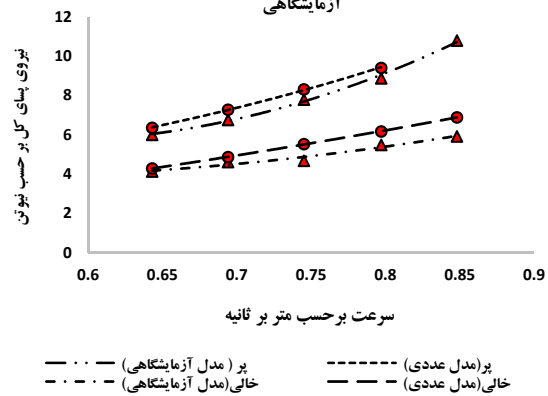 آزمایشگاهی
نیروی پسای کل بر حسب نیوتن
12
10
8
6
4
2
0
0.6 0.65 0.7 0.75 0.8 0.85 0.9
سرعت برحسب متر بر ثانیه
پر ( مدل آزمایشگاهی) پر(مدل عددی)
خالی(مدل آزمایشگاهی) خالی(مدل عددی)